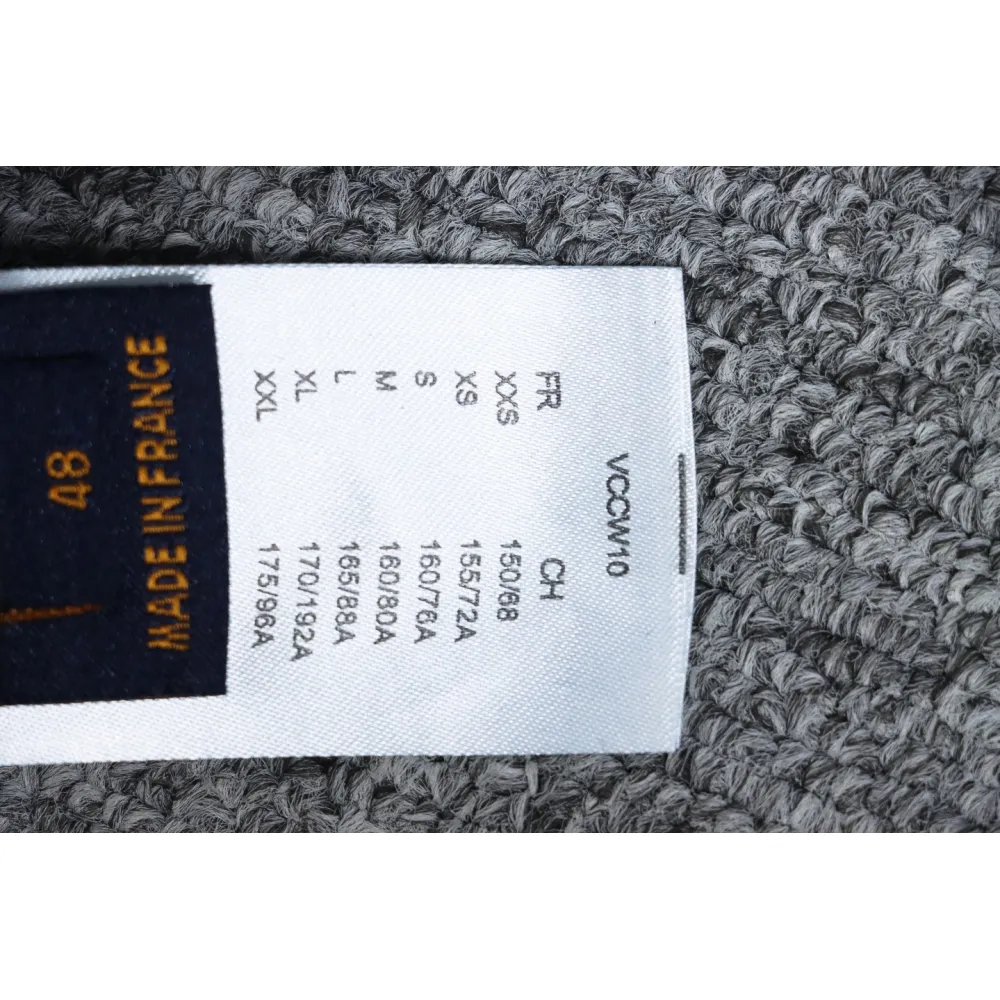 VCCW10
FR CH
XXS 150/68
XS 155/72A
S 160/76A
M 160/80A
L 165/88A
XL 170/192A
XXL 175/96A
48
MADE IN FRANCE